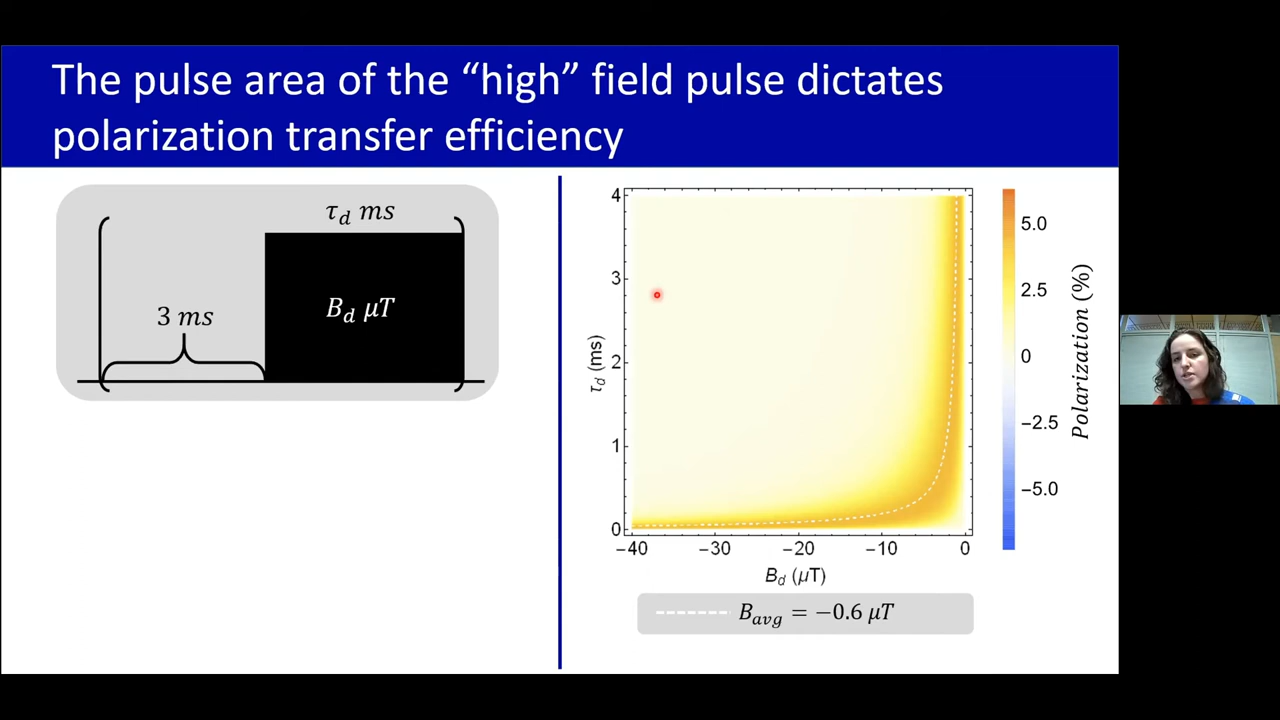 The pulse area of the “high” field pulse dictates
polarization transfer efficiency
τd ms
3 ms
Bd μT
4
3
2
1
0
τd (ms)
−40
−30
−20
−10
0
Bd (μT)
5.0
2.5
0
−2.5
−5.0
Polarization (%)
Bavg = −0.6 μT